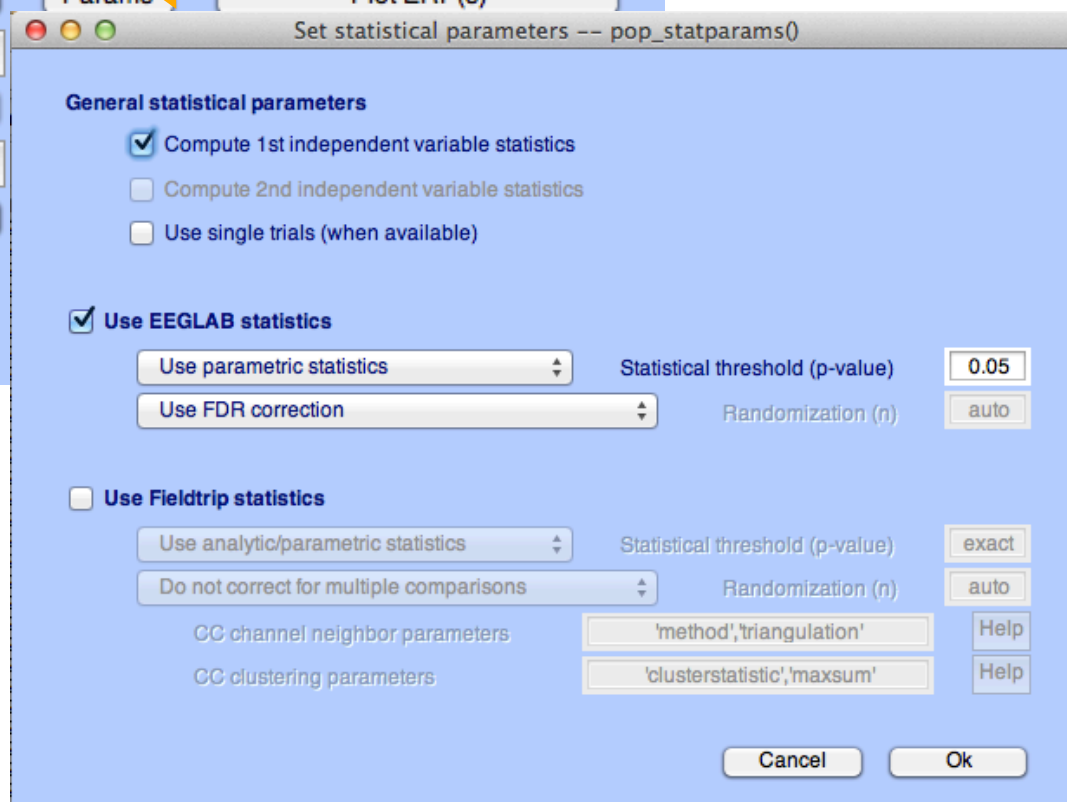 Params
Plot ERP(s)
Set statistical parameters -- pop_statparams()
General statistical parameters
Compute 1st independent variable statistics
Compute 2nd independent variable statistics
Use single trials (when available)
Use EEGLAB statistics
Use parametric statistics Statistical threshold (p-value) 0.05
Use FDR correction Randomization (n) auto
Use Fieldtrip statistics
Use analytic/parametric statistics Statistical threshold (p-value) exact
Do not correct for multiple comparisons Randomization (n) auto
CC channel neighbor parameters 'method','triangulation' Help
CC clustering parameters 'clusterstatistic','maxsum' Help
Cancel Ok